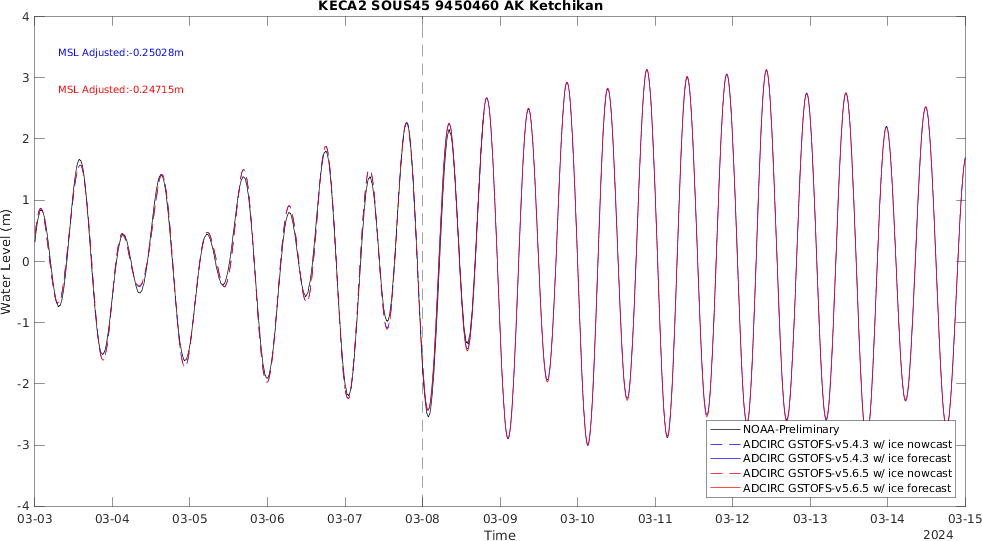 KECA2 SOUS45 9450460 AK Ketchikan
MSL Adjusted:-0.25028m
MSL Adjusted:-0.24715m
Water Level (m)
4
3
2
1
0
-1
-2
-3
-4
NOAA-Preliminary
ADCIRC GSTOFS-v5.4.3 w/ ice nowcast
ADCIRC GSTOFS-v5.4.3 w/ ice forecast
ADCIRC GSTOFS-v5.6.5 w/ ice nowcast
ADCIRC GSTOFS-v5.6.5 w/ ice forecast
03-03 03-04 03-05 03-06 03-07 03-08 03-09 03-10 03-11 03-12 03-13 03-14 03-15
Time
2024